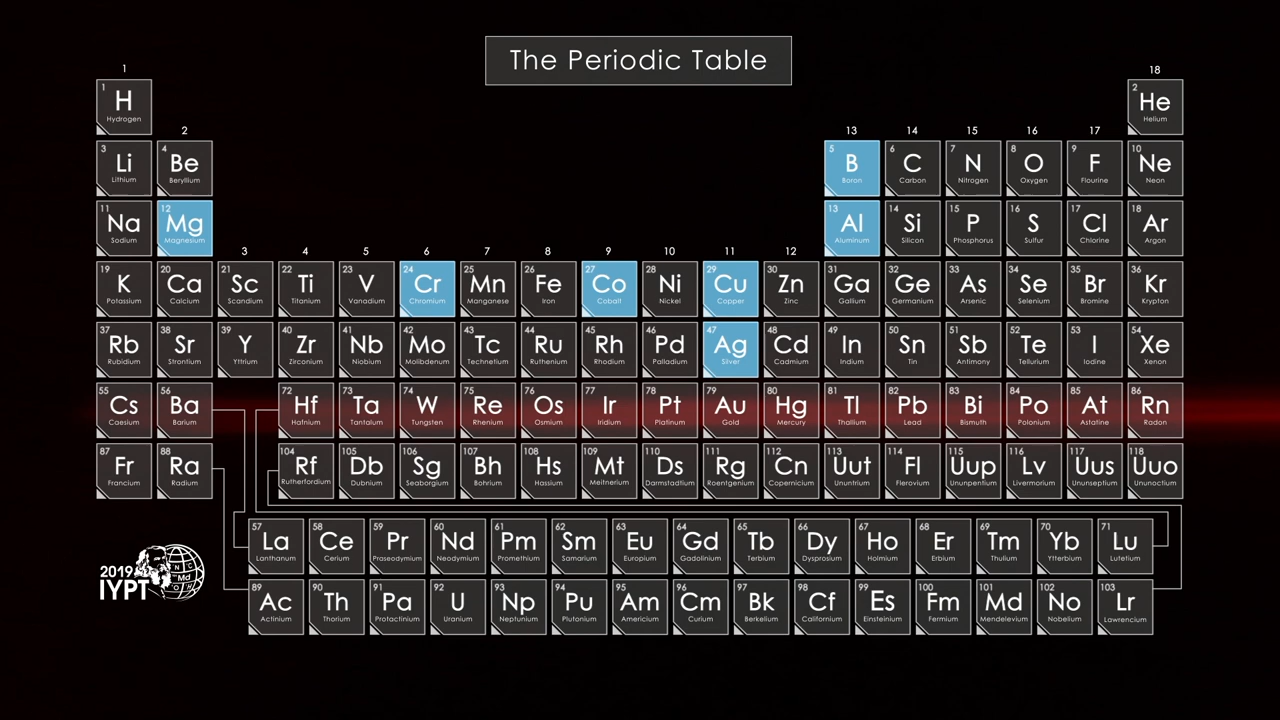 The Periodic Table
1 18
1 H Hydrogen 2 He Helium
2 13 14 15 16 17
3 Li Lithium 4 Be Beryllium 5 B Boron 6 C Carbon 7 N Nitrogen 8 O Oxygen 9 F Flourine 10 Ne Neon
11 Na Sodium 12 Mg Magnesium 13 Al Aluminum 14 Si Silicon 15 P Phosphorus 16 S Sulfur 17 Cl Chlorine 18 Ar Argon
3 4 5 6 7 8 9 10 11 12
19 K Potassium 20 Ca Calcium 21 Sc Scandium 22 Ti Titanium 23 V Vanadium 24 Cr Chromium 25 Mn Manganese 26 Fe Iron 27 Co Cobalt 28 Ni Nickel 29 Cu Copper 30 Zn Zinc 31 Ga Gallium 32 Ge Germanium 33 As Arsenic 34 Se Selenium 35 Br Bromine 36 Kr Krypton
37 Rb Rubidium 38 Sr Strontium 39 Y Yttrium 40 Zr Zirconium 41 Nb Niobium 42 Mo Molibdenum 43 Tc Technetium 44 Ru Ruthenium 45 Rh Rhodium 46 Pd Palladium 47 Ag Silver 48 Cd Cadmium 49 In Indium 50 Sn Tin 51 Sb Antimony 52 Te Tellurium 53 I Iodine 54 Xe Xenon
55 Cs Caesium 56 Ba Barium 72 Hf Hafnium 73 Ta Tantalum 74 W Tungsten 75 Re Rhenium 76 Os Osmium 77 Ir Iridium 78 Pt Platinum 79 Au Gold 80 Hg Mercury 81 Tl Thallium 82 Pb Lead 83 Bi Bismuth 84 Po Polonium 85 At Astatine 86 Rn Radon
87 Fr Francium 88 Ra Radium 104 Rf Rutherfordium 105 Db Dubnium 106 Sg Seaborgium 107 Bh Bohrium 108 Hs Hassium 109 Mt Meitnerium 110 Ds Darmstadtium 111 Rg Roentgenium 112 Cn Copernicium 113 Uut Ununtrium 114 Fl Flerovium 115 Uup Ununpentium 116 Lv Livermorium 117 Uus Ununseptium 118 Uuo Ununoctium
57 La Lanthanum 58 Ce Cerium 59 Pr Praseodymium 60 Nd Neodymium 61 Pm Promethium 62 Sm Samarium 63 Eu Europium 64 Gd Gadolinium 65 Tb Terbium 66 Dy Dysprosium 67 Ho Holmium 68 Er Erbium 69 Tm Thulium 70 Yb Ytterbium 71 Lu Lutetium
89 Ac Actinium 90 Th Thorium 91 Pa Protactinium 92 U Uranium 93 Np Neptunium 94 Pu Plutonium 95 Am Americium 96 Cm Curium 97 Bk Berkelium 98 Cf Californium 99 Es Einsteinium 100 Fm Fermium 101 Md Mendelevium 102 No Nobelium 103 Lr Lawrencium
2019
IYPT
Md